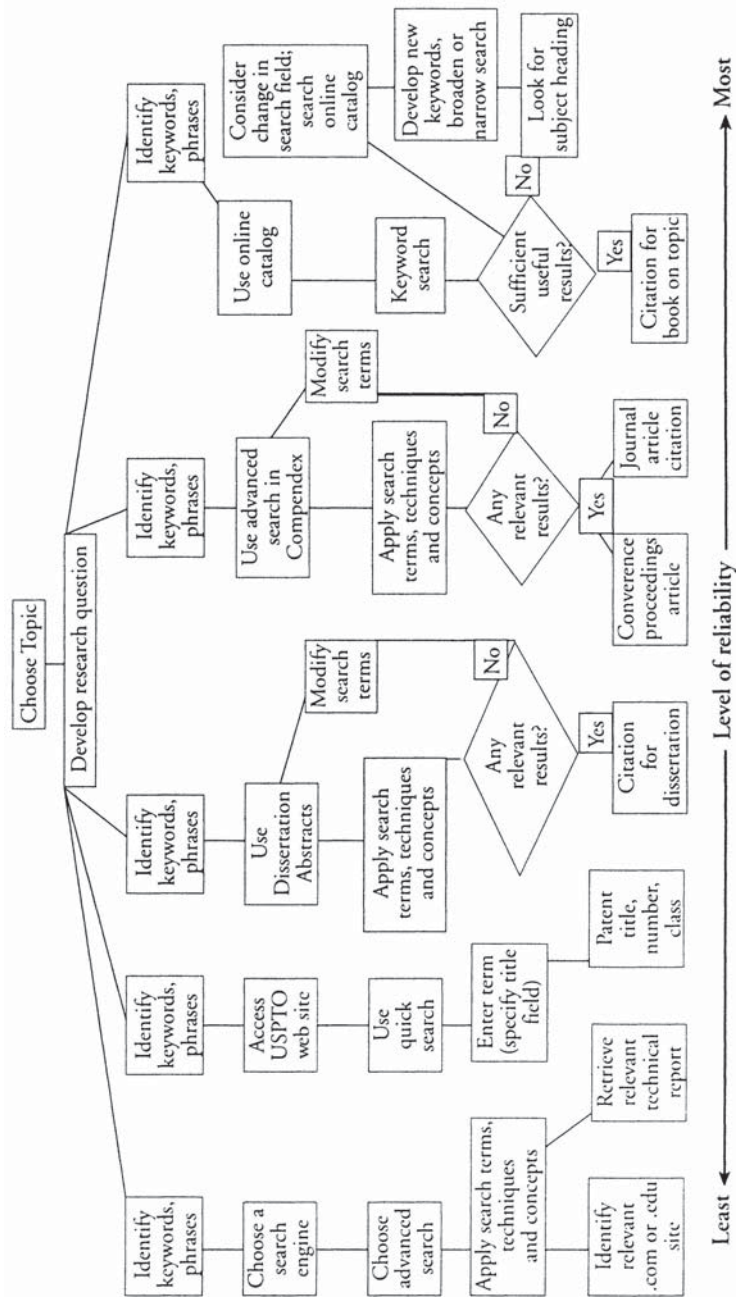 Choose Topic
Develop research question
Identify
keywords,
phrases
Choose a
search
engine
Choose
advanced
search
Apply search terms,
techniques
and concepts
Identify
relevant
.com or .edu
site
Retrieve
relevant
technical
report
Identify
keywords,
phrases
Access
USPTO
web site
Use
quick
search
Enter term
(specify title
field)
Patent
title,
number,
class
Identify
keywords,
phrases
Use
Dissertation
Abstracts
Modify
search
terms
Apply search
terms, techniques
and concepts
Any
relevant
results?
No
Yes
Citation
for
dissertation
Identify
keywords,
phrases
Use advanced
search in
Compendex
Modify
search
terms
Apply search
terms, techniques
and concepts
Any
relevant
results?
No
Yes
Converence
proceedings
article
Journal
article
citation
Identify
keywords,
phrases
Use online
catalog
Keyword
search
Consider
change in
search field;
search
online
catalog
Develop new
keywords,
broaden or
narrow search
Look for
subject heading
Sufficient
useful
results?
No
Yes
Citation for
book on topic
Least
Level of reliability
Most